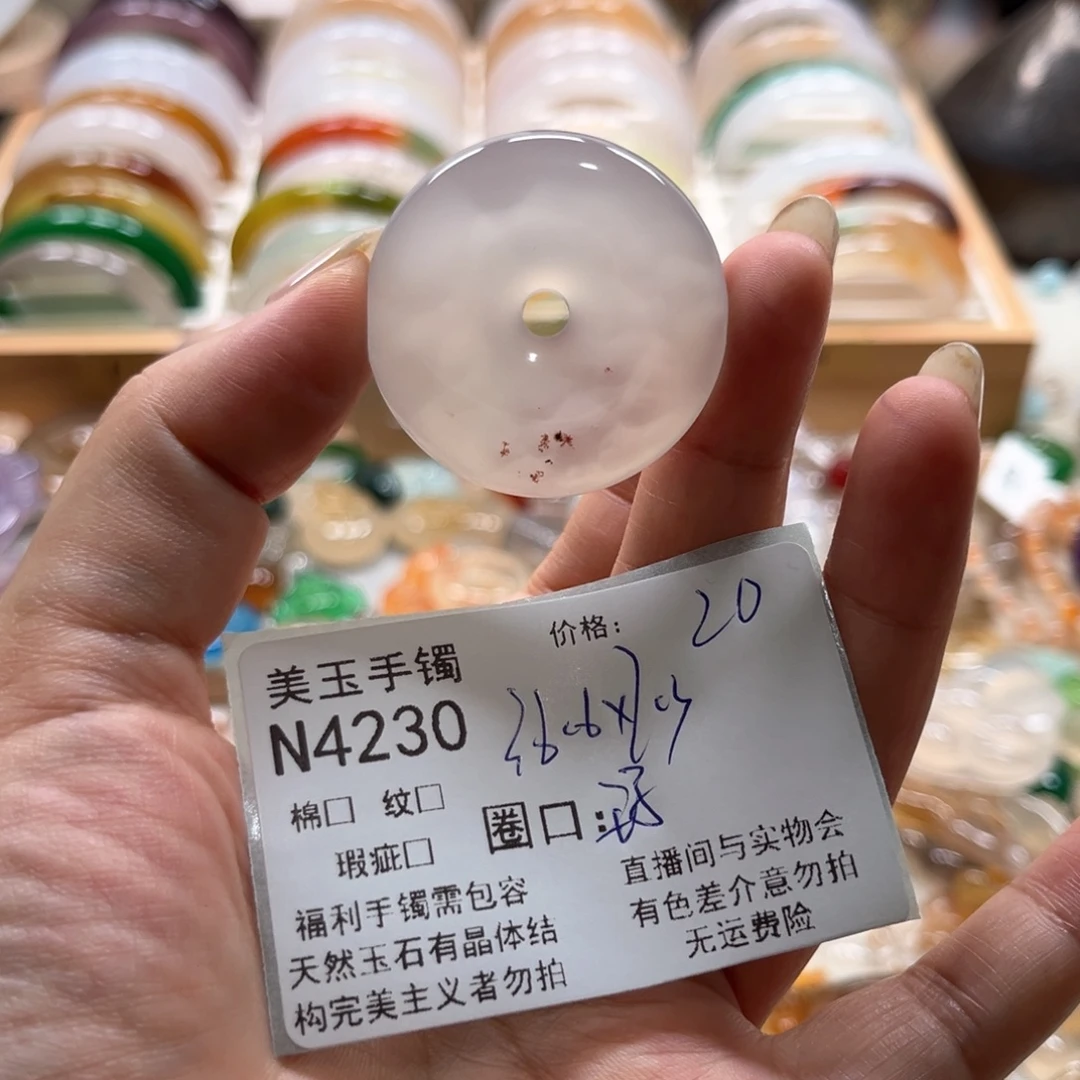 价格: 20
美玉手镯
N4230
棉□ 纹□
瑕疵□
圈口:
福利手镯需包容
天然玉石有晶体结
构完美主义者勿拍
直播间与实物会
有色差介意勿拍
无运费险